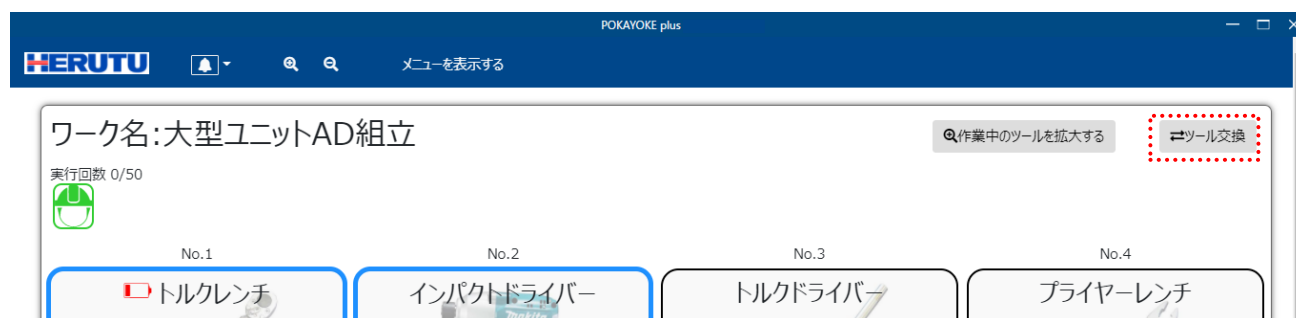 POKAYOKE plus
HERUTU
メニューを表示する
ワーク名:大型ユニットAD組立
作業中のツールを拡大する
ツール交換
実行回数 0/50
No.1
No.2
No.3
No.4
トルクレンチ
インパクトドライバー
トルクドライバー
プライヤーレンチ
makita